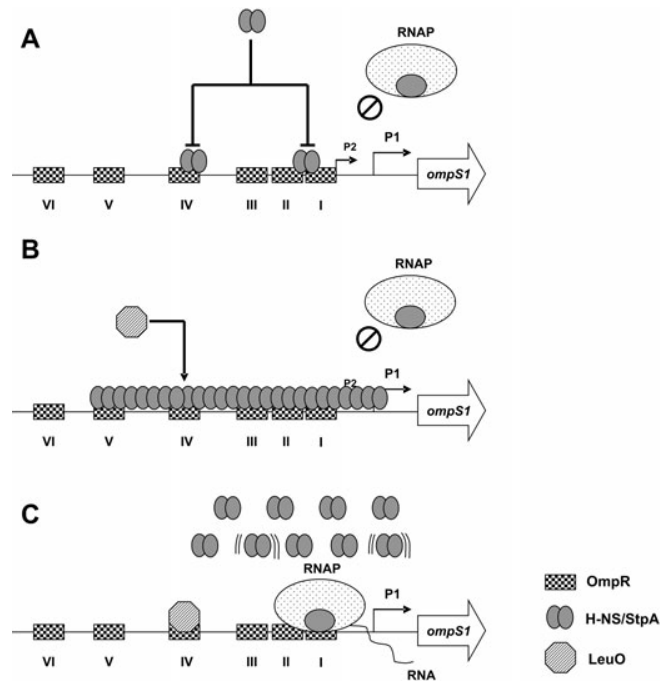 A
RNAP
P2
P1
ompS1
VI V IV III II I
B
RNAP
P2
P1
ompS1
VI V IV III II I
C
RNAP
P1
ompS1
VI V IV III II I
RNA
OmpR
H-NS/StpA
LeuO